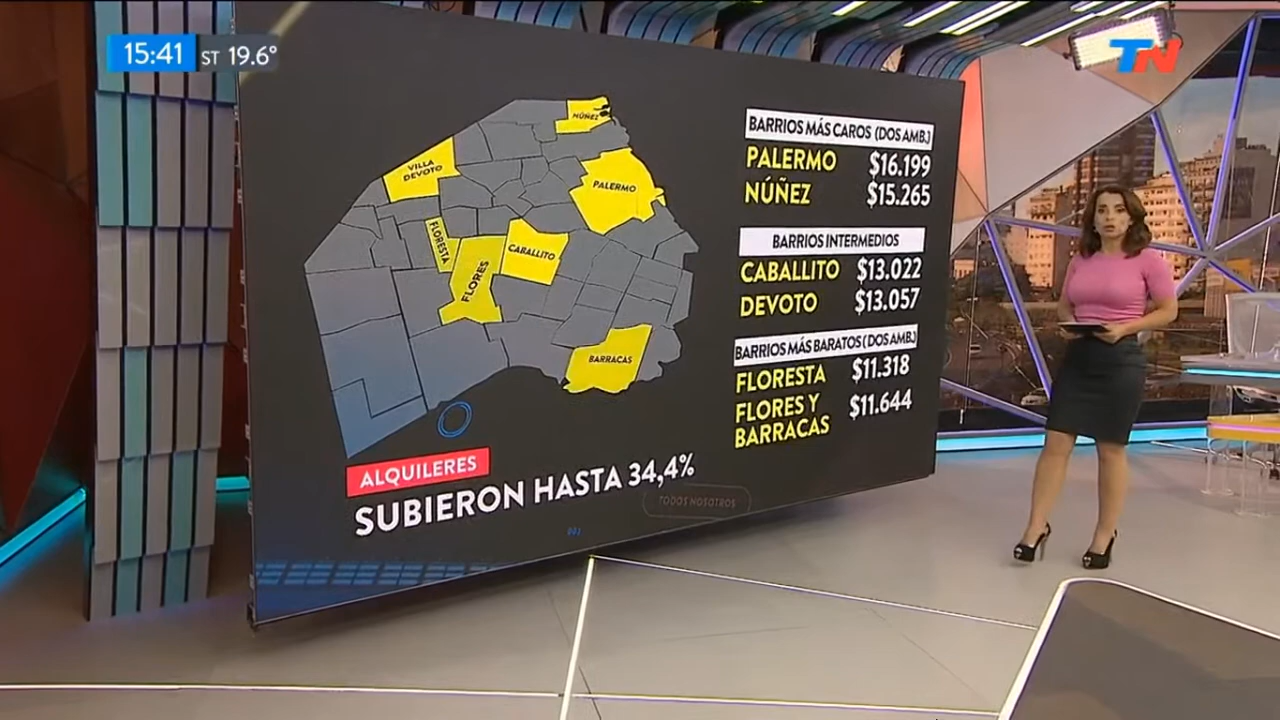 15:41 ST 19.6°
TN
NÚÑEZ
VILLA
DEVOTO
PALERMO
FLORESTA
CABALLITO
FLORES
BARRACAS
BARRIOS MÁS CAROS (DOS AMB.)
PALERMO $16.199
NÚÑEZ $15.265
BARRIOS INTERMEDIOS
CABALLITO $13.022
DEVOTO $13.057
BARRIOS MÁS BARATOS (DOS AMB.)
FLORESTA $11.318
FLORES Y
BARRACAS $11.644
ALQUILERES
SUBIERON HASTA 34,4%
TODOS NOSOTROS